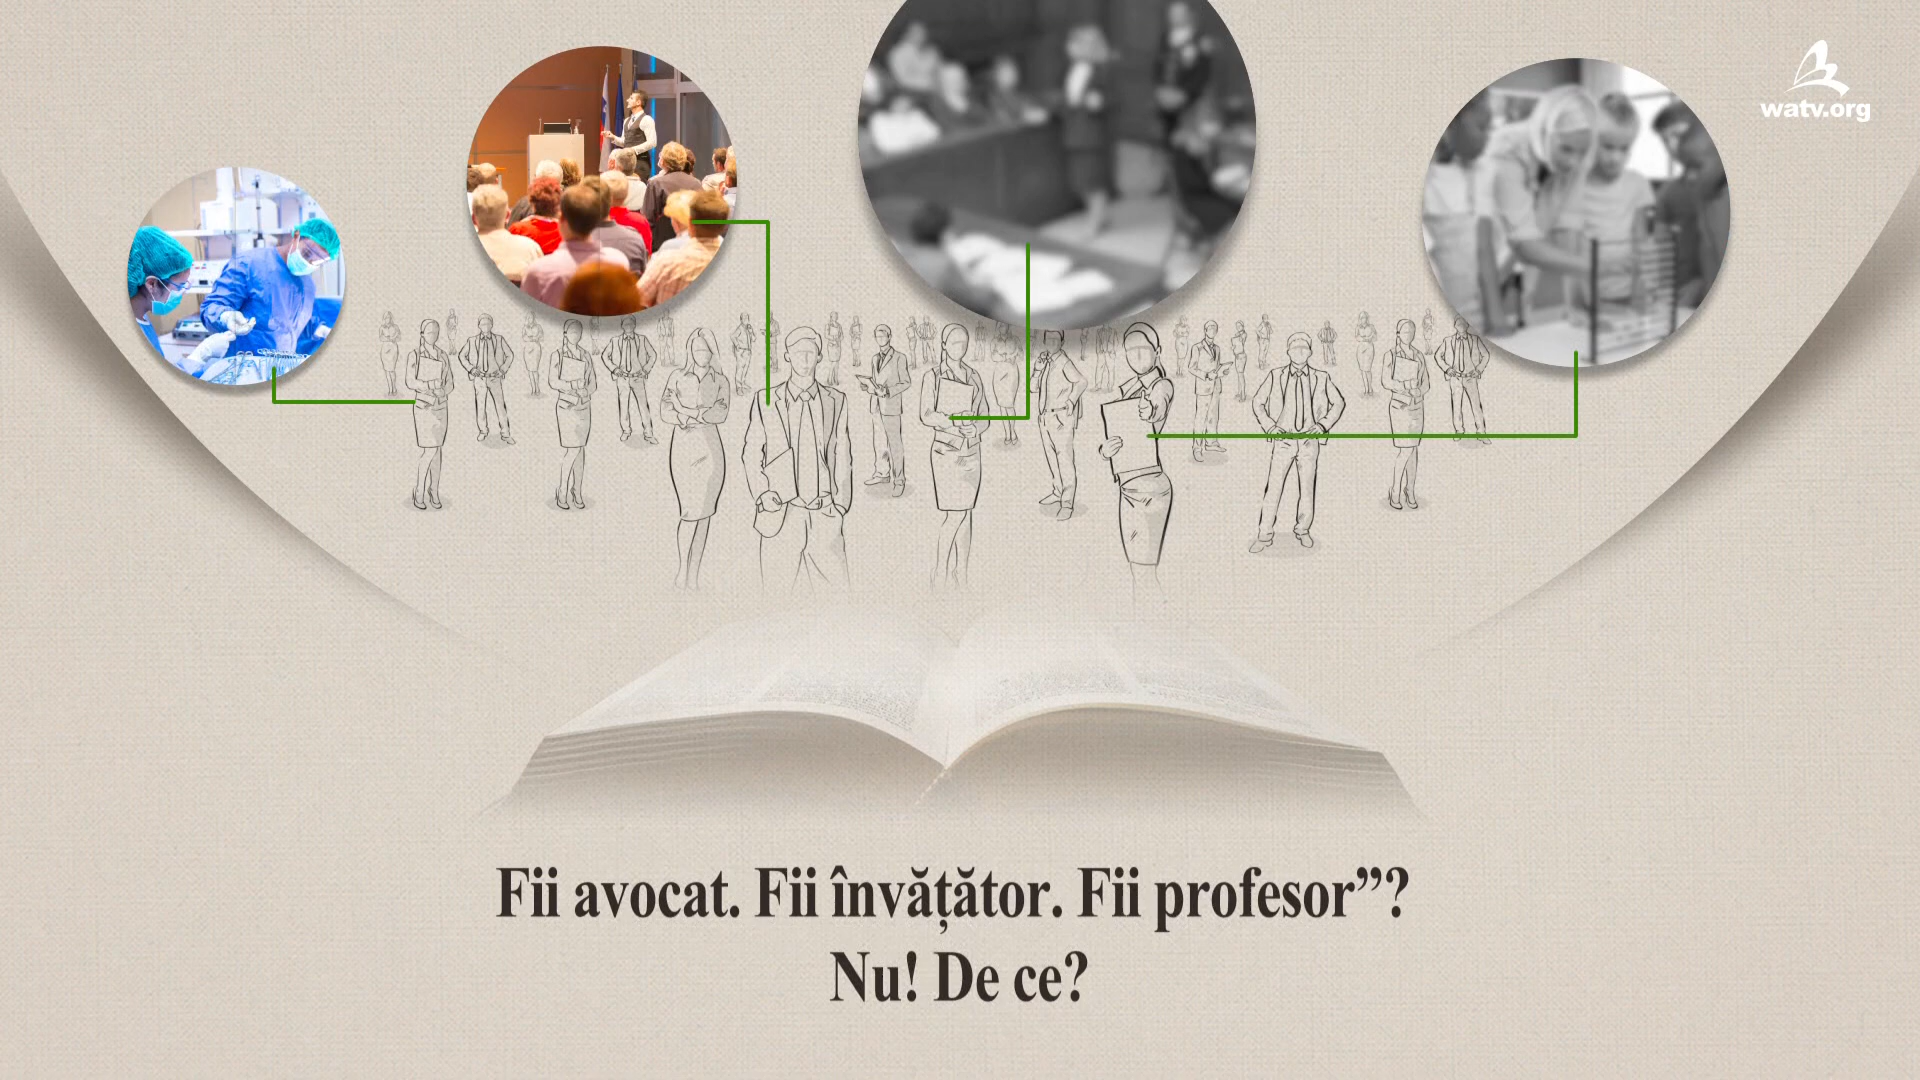 watv.org
Fii avocat. Fii învățător. Fii profesor”?
Nu! De ce?